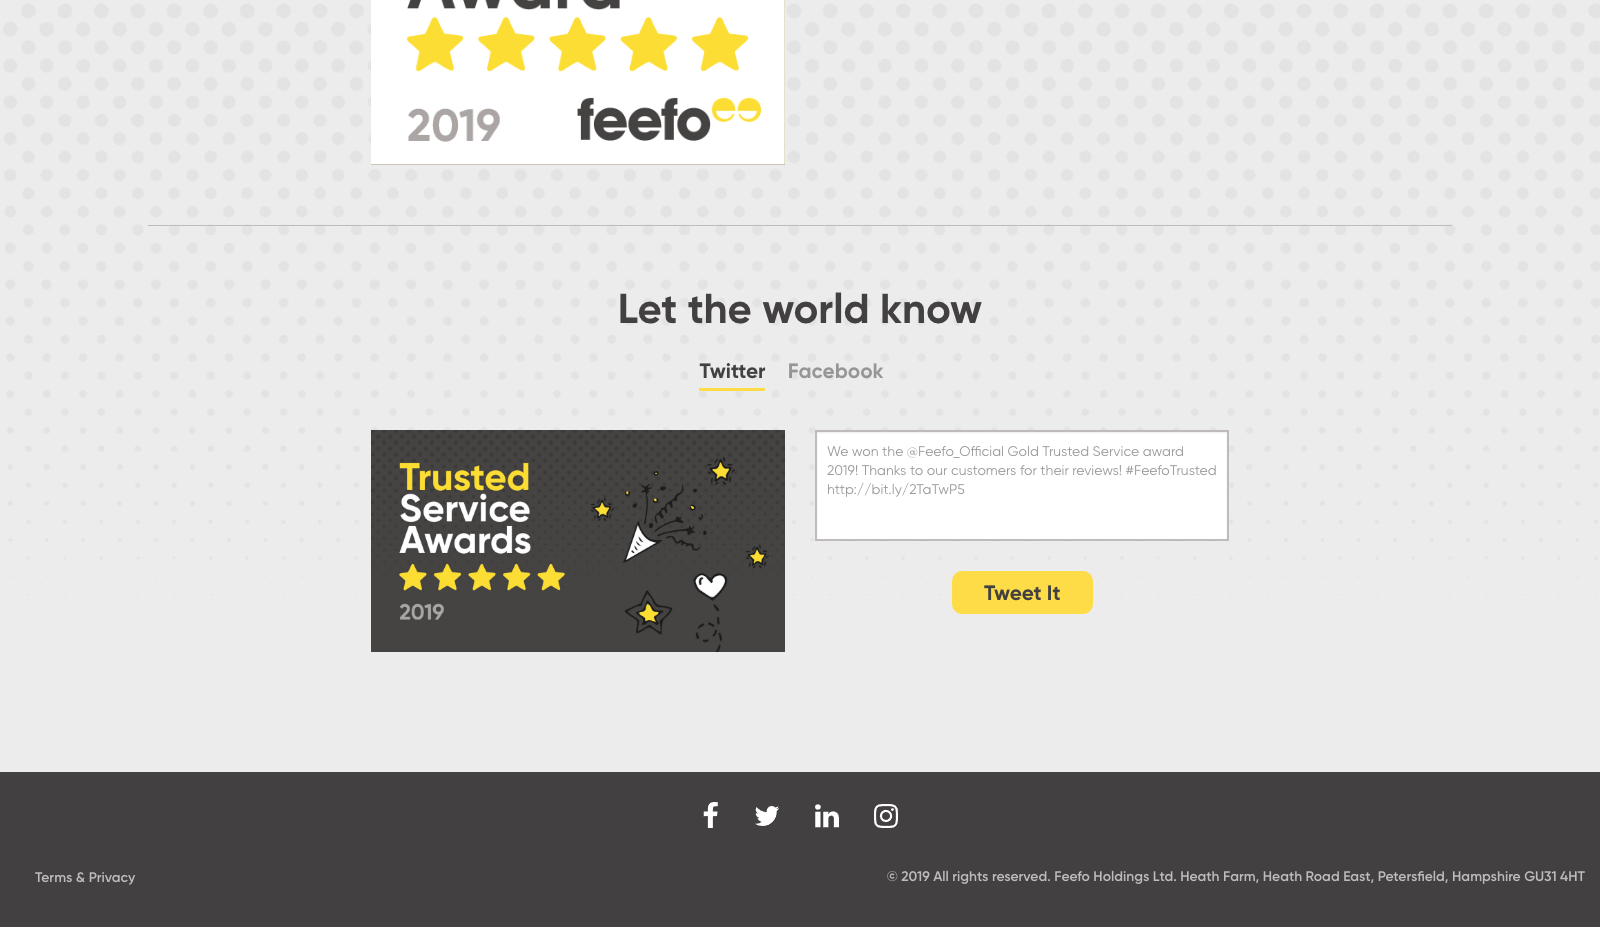 Award
2019
feefo
Let the world know
Twitter Facebook
Trusted
Service
Awards
2019
We won the @Feefo_Official Gold Trusted Service award
2019! Thanks to our customers for their reviews! #FeefoTrusted
http://bit.ly/2TaTwP5
Tweet It
Terms & Privacy
© 2019 All rights reserved. Feefo Holdings Ltd. Heath Farm, Heath Road East, Petersfield, Hampshire GU31 4HT